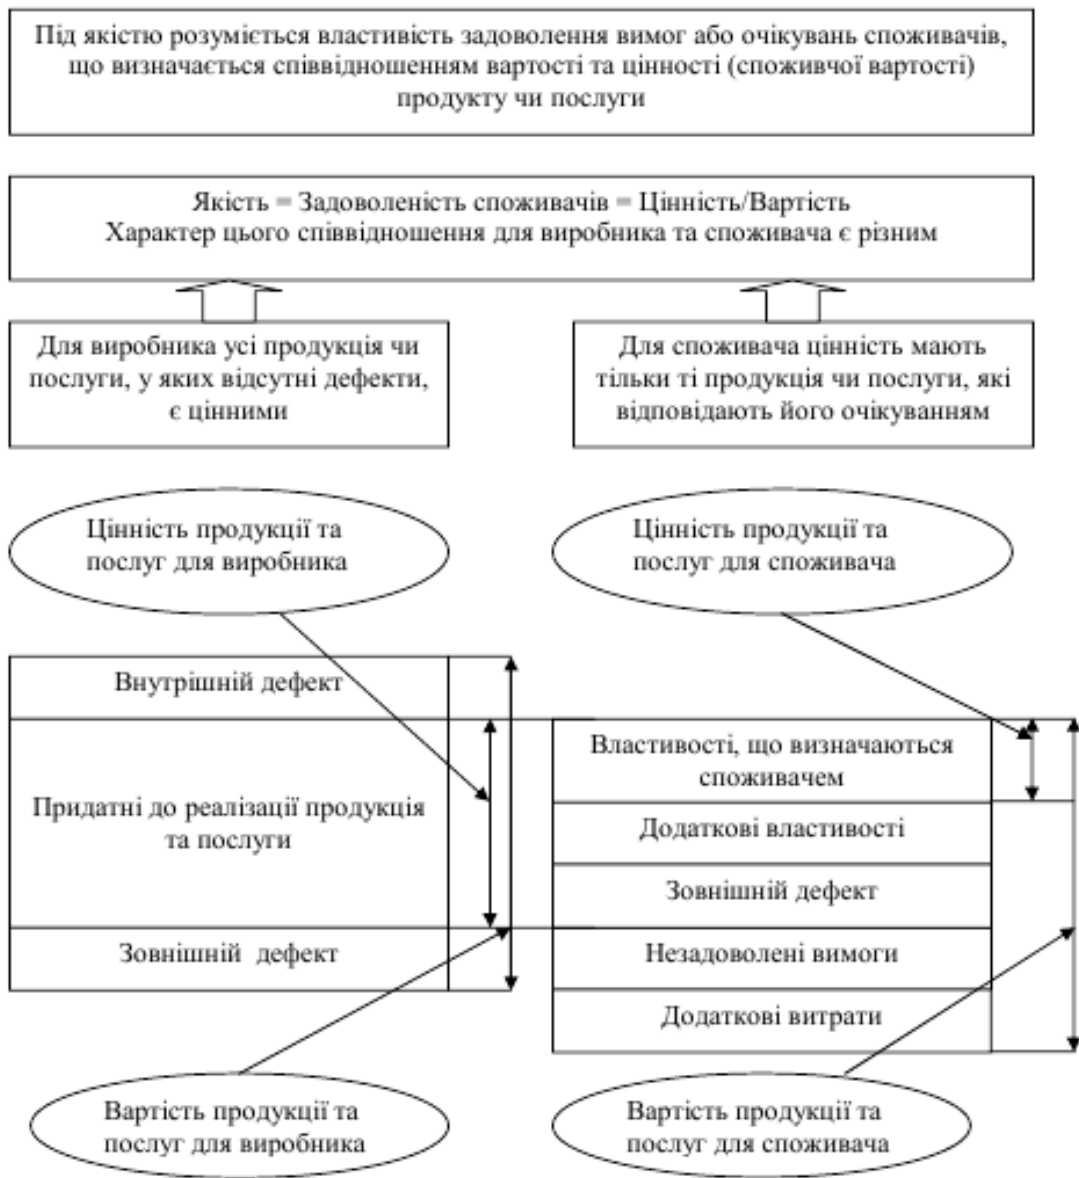 Під якістю розуміється властивість задоволення вимог або очікувань споживачів,
що визначається співвідношенням вартості та цінності (споживчої вартості)
продукту чи послуги
Якість = Задоволеність споживачів = Цінність/Вартість
Характер цього співвідношення для виробника та споживача є різним
Для виробника усі продукція чи
послуги, у яких відсутні дефекти,
є цінними
Для споживача цінність мають
тільки ті продукція чи послуги, які
відповідають його очікуванням
Цінність продукції та
послуг для виробника
Цінність продукції та
послуг для споживача
Внутрішній дефект
Придатні до реалізації продукція
та послуги
Зовнішній дефект
Властивості, що визначаються
споживачем
Додаткові властивості
Зовнішній дефект
Незадоволені вимоги
Додаткові витрати
Вартість продукції та
послуг для виробника
Вартість продукції та
послуг для споживача